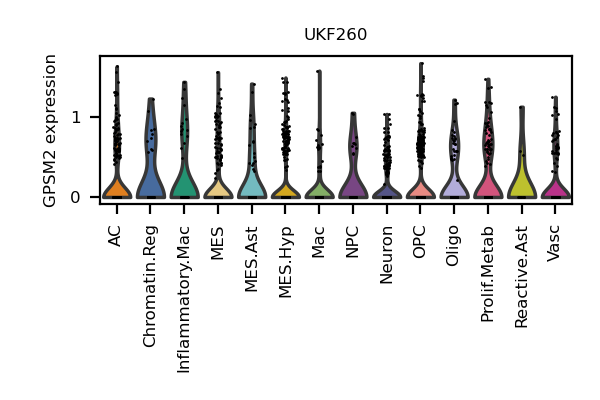 UKF260
GPSM2 expression
1
0
AC
Chromatin.Reg
Inflammatory.Mac
MES
MES.Ast
MES.Hyp
Mac
NPC
Neuron
OPC
Oligo
Prolif.Metab
Reactive.Ast
Vasc